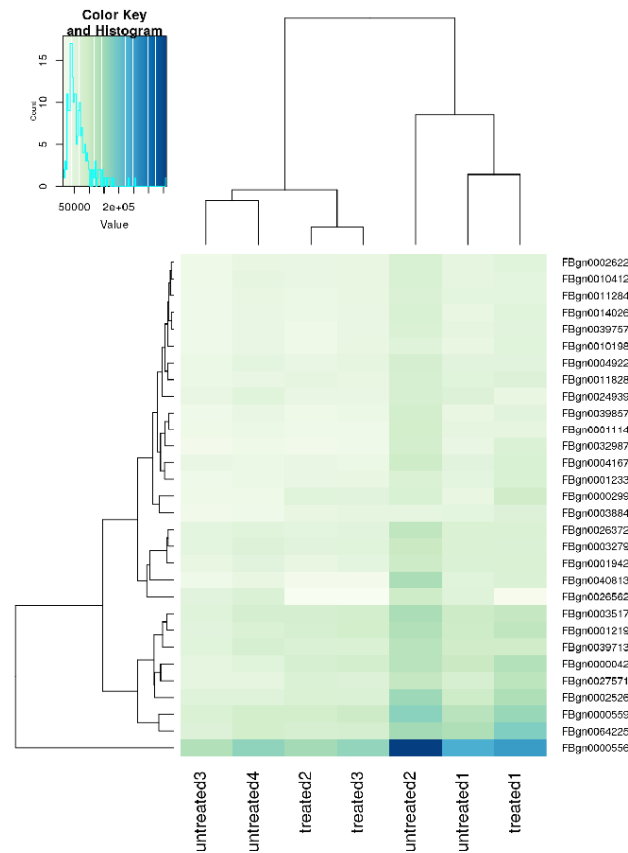 Color Key
and Histogram
Count
0 5 10 15
50000 2e+05
Value
FBgn0002622
FBgn0010412
FBgn0011284
FBgn0014026
FBgn0039757
FBgn0010198
FBgn0004922
FBgn0011828
FBgn0024939
FBgn0039857
FBgn0001114
FBgn0032987
FBgn0004167
FBgn0001233
FBgn0000299
FBgn0003884
FBgn0026372
FBgn0003279
FBgn0001942
FBgn0040813
FBgn0026562
FBgn0003517
FBgn0001219
FBgn0039713
FBgn0000042
FBgn0027571
FBgn0002526
FBgn0000559
FBgn0064225
FBgn0000556
untreated3
untreated4
treated2
treated3
untreated2
untreated1
treated1